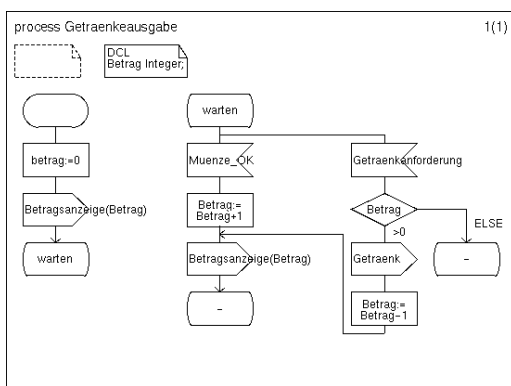 process Getraenkeausgabe
1(1)
DCL
Betrag Integer;
betrag:=0
Betragsanzeige(Betrag)
warten
warten
Muenze_OK
Betrag:=
Betrag+1
Betragsanzeige(Betrag)
-
Getraenkanforderung
Betrag
>0
ELSE
Getraenk
-
Betrag:=
Betrag-1